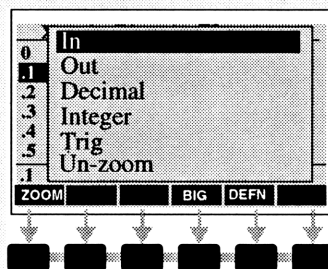 In
0
Out
.1
Decimal
.2
Integer
.3
Trig
.4
Un-zoom
.5
.1
ZOOM BIG DEFN